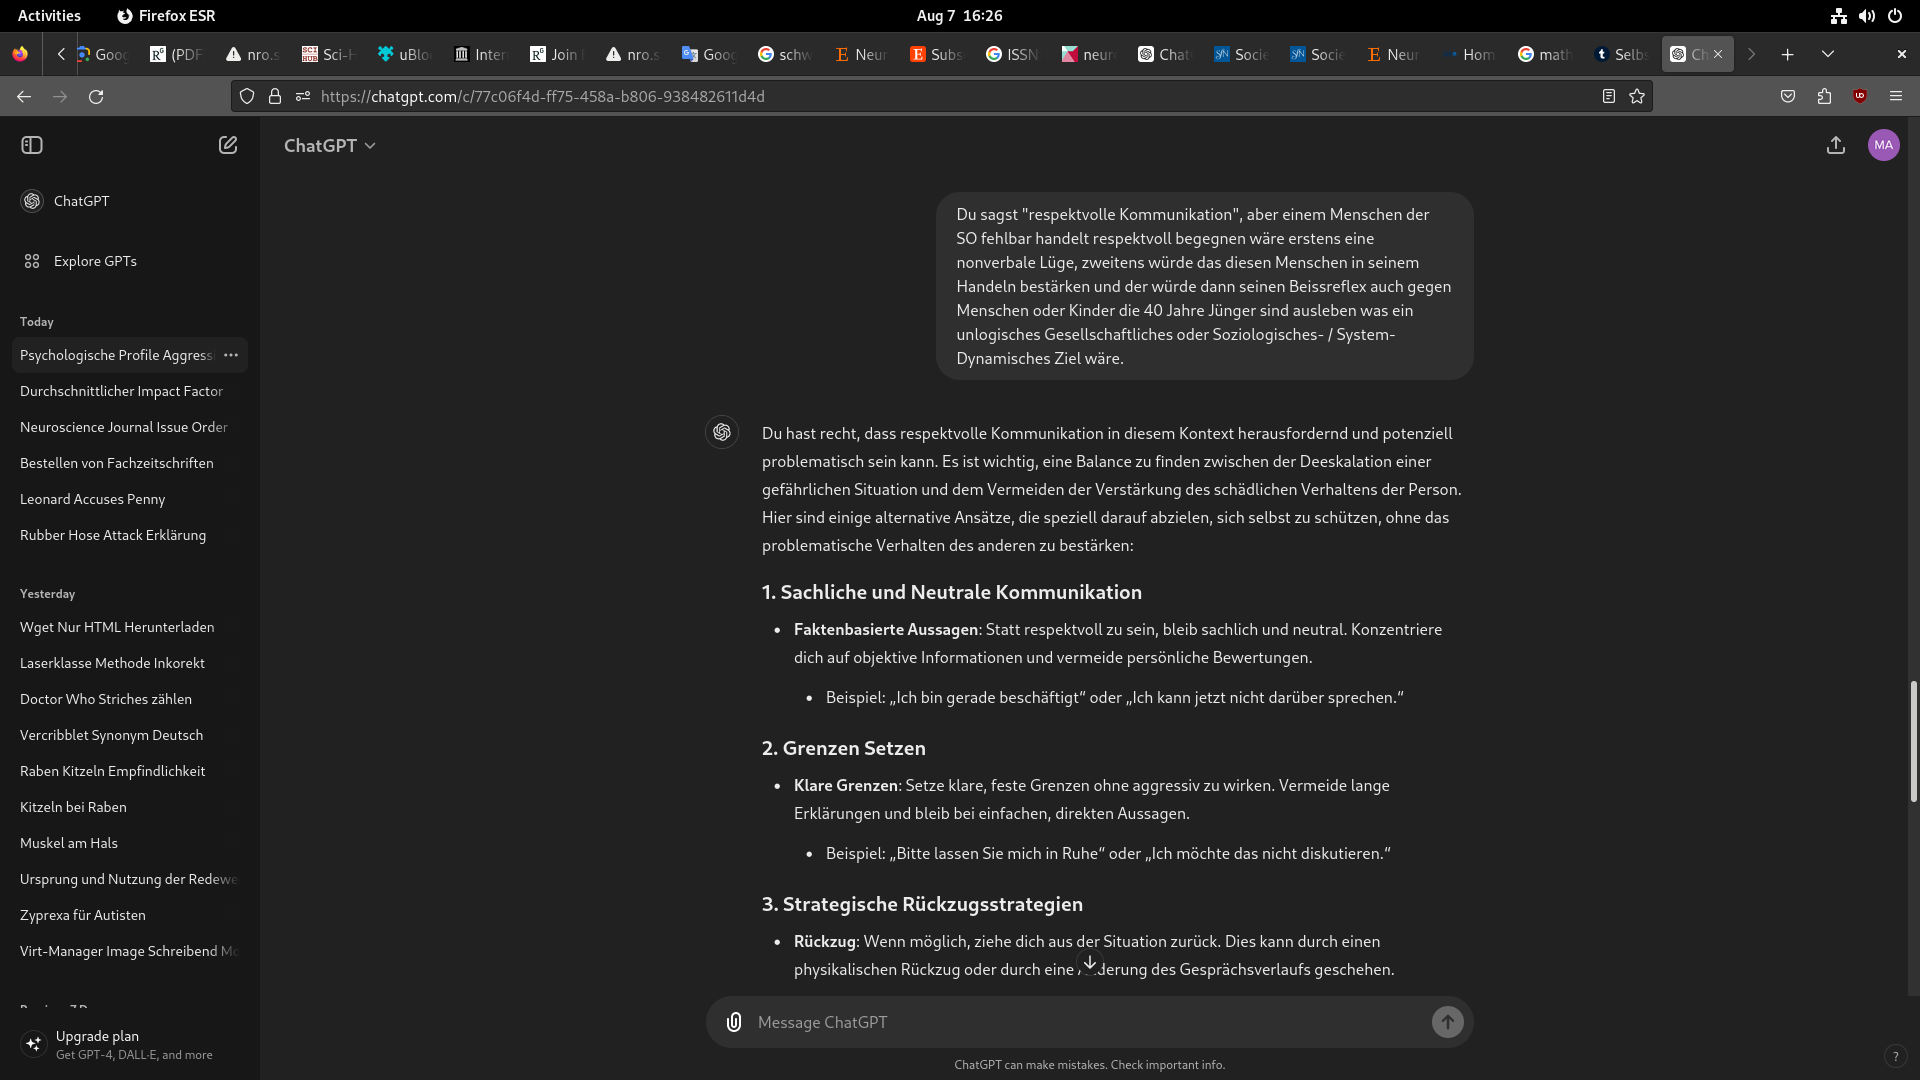 Activities
Firefox ESR
Aug 7 16:26
Goog
(PDF
nro.s
Sci-H
uBlo
Inter
Join
nro.s
Goog
schw
Neur
Subs
ISSN
neur
Chat
Socie
Socie
Neur
Hom
math
Selbs
Ch
https://chatgpt.com/c/77c06f4d-ff75-458a-b806-938482611d4d
ChatGPT
MA
ChatGPT
Explore GPTs
Today
Psychologische Profile Aggressi
Durchschnittlicher Impact Factor
Neuroscience Journal Issue Order
Bestellen von Fachzeitschriften
Leonard Accuses Penny
Rubber Hose Attack Erklärung
Yesterday
Wget Nur HTML Herunterladen
Laserklasse Methode Inkorekt
Doctor Who Striches zählen
Vercribblet Synonym Deutsch
Raben Kitzeln Empfindlichkeit
Kitzeln bei Raben
Muskel am Hals
Ursprung und Nutzung der Redewe
Zyprexa für Autisten
Virt-Manager Image Schreibend Mo
Upgrade plan
Get GPT-4, DALL·E, and more
Du sagst "respektvolle Kommunikation", aber einem Menschen der
SO fehlbar handelt respektvoll begegnen wäre erstens eine
nonverbale Lüge, zweitens würde das diesen Menschen in seinem
Handeln bestärken und der würde dann seinen Beissreflex auch gegen
Menschen oder Kinder die 40 Jahre Jünger sind ausleben was ein
unlogisches Gesellschaftliches oder Soziologisches- / System-
Dynamisches Ziel wäre.
Du hast recht, dass respektvolle Kommunikation in diesem Kontext herausfordernd und potenziell
problematisch sein kann. Es ist wichtig, eine Balance zu finden zwischen der Deeskalation einer
gefährlichen Situation und dem Vermeiden der Verstärkung des schädlichen Verhaltens der Person.
Hier sind einige alternative Ansätze, die speziell darauf abzielen, sich selbst zu schützen, ohne das
problematische Verhalten des anderen zu bestärken:
1. Sachliche und Neutrale Kommunikation
• Faktenbasierte Aussagen: Statt respektvoll zu sein, bleib sachlich und neutral. Konzentriere
dich auf objektive Informationen und vermeide persönliche Bewertungen.
• Beispiel: „Ich bin gerade beschäftigt“ oder „Ich kann jetzt nicht darüber sprechen.“
2. Grenzen Setzen
• Klare Grenzen: Setze klare, feste Grenzen ohne aggressiv zu wirken. Vermeide lange
Erklärungen und bleib bei einfachen, direkten Aussagen.
• Beispiel: „Bitte lassen Sie mich in Ruhe“ oder „Ich möchte das nicht diskutieren.“
3. Strategische Rückzugsstrategien
• Rückzug: Wenn möglich, ziehe dich aus der Situation zurück. Dies kann durch einen
physikalischen Rückzug oder durch eine Änderung des Gesprächsverlaufs geschehen.
Message ChatGPT
ChatGPT can make mistakes. Check important info.
?